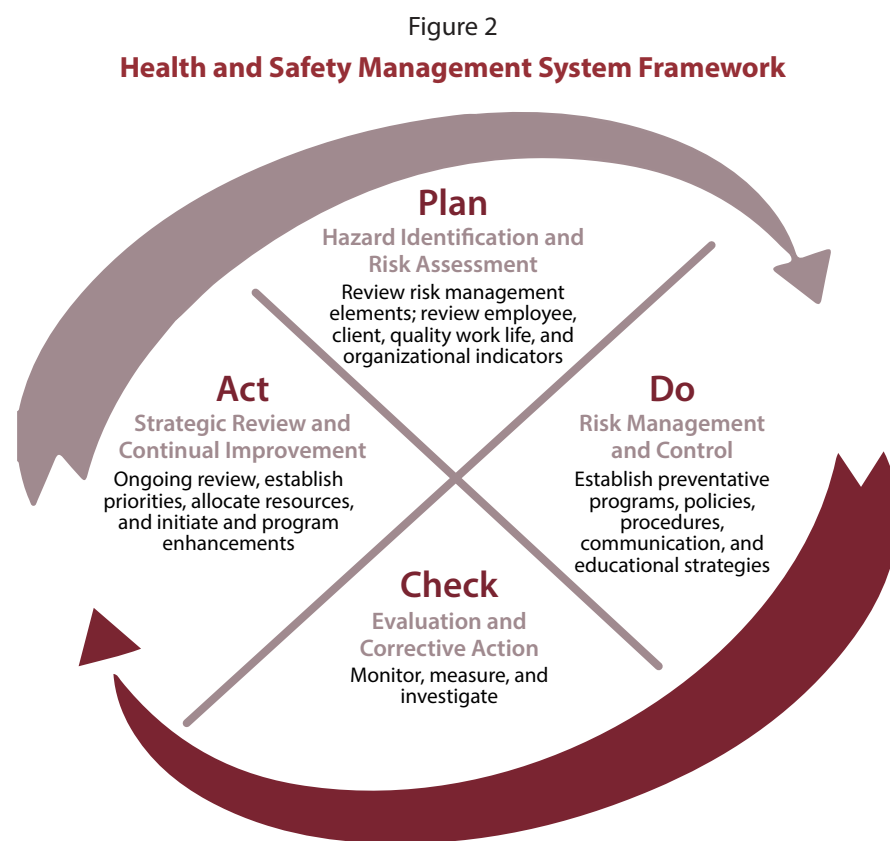 Figure 2
Health and Safety Management System Framework
Plan
Hazard Identification and
Risk Assessment
Review risk management
elements; review employee,
client, quality work life, and
organizational indicators
Do
Risk Management
and Control
Establish preventative
programs, policies,
procedures,
communication, and
educational strategies
Check
Evaluation and
Corrective Action
Monitor, measure, and
investigate
Act
Strategic Review and
Continual Improvement
Ongoing review, establish
priorities, allocate resources,
and initiate and program
enhancements